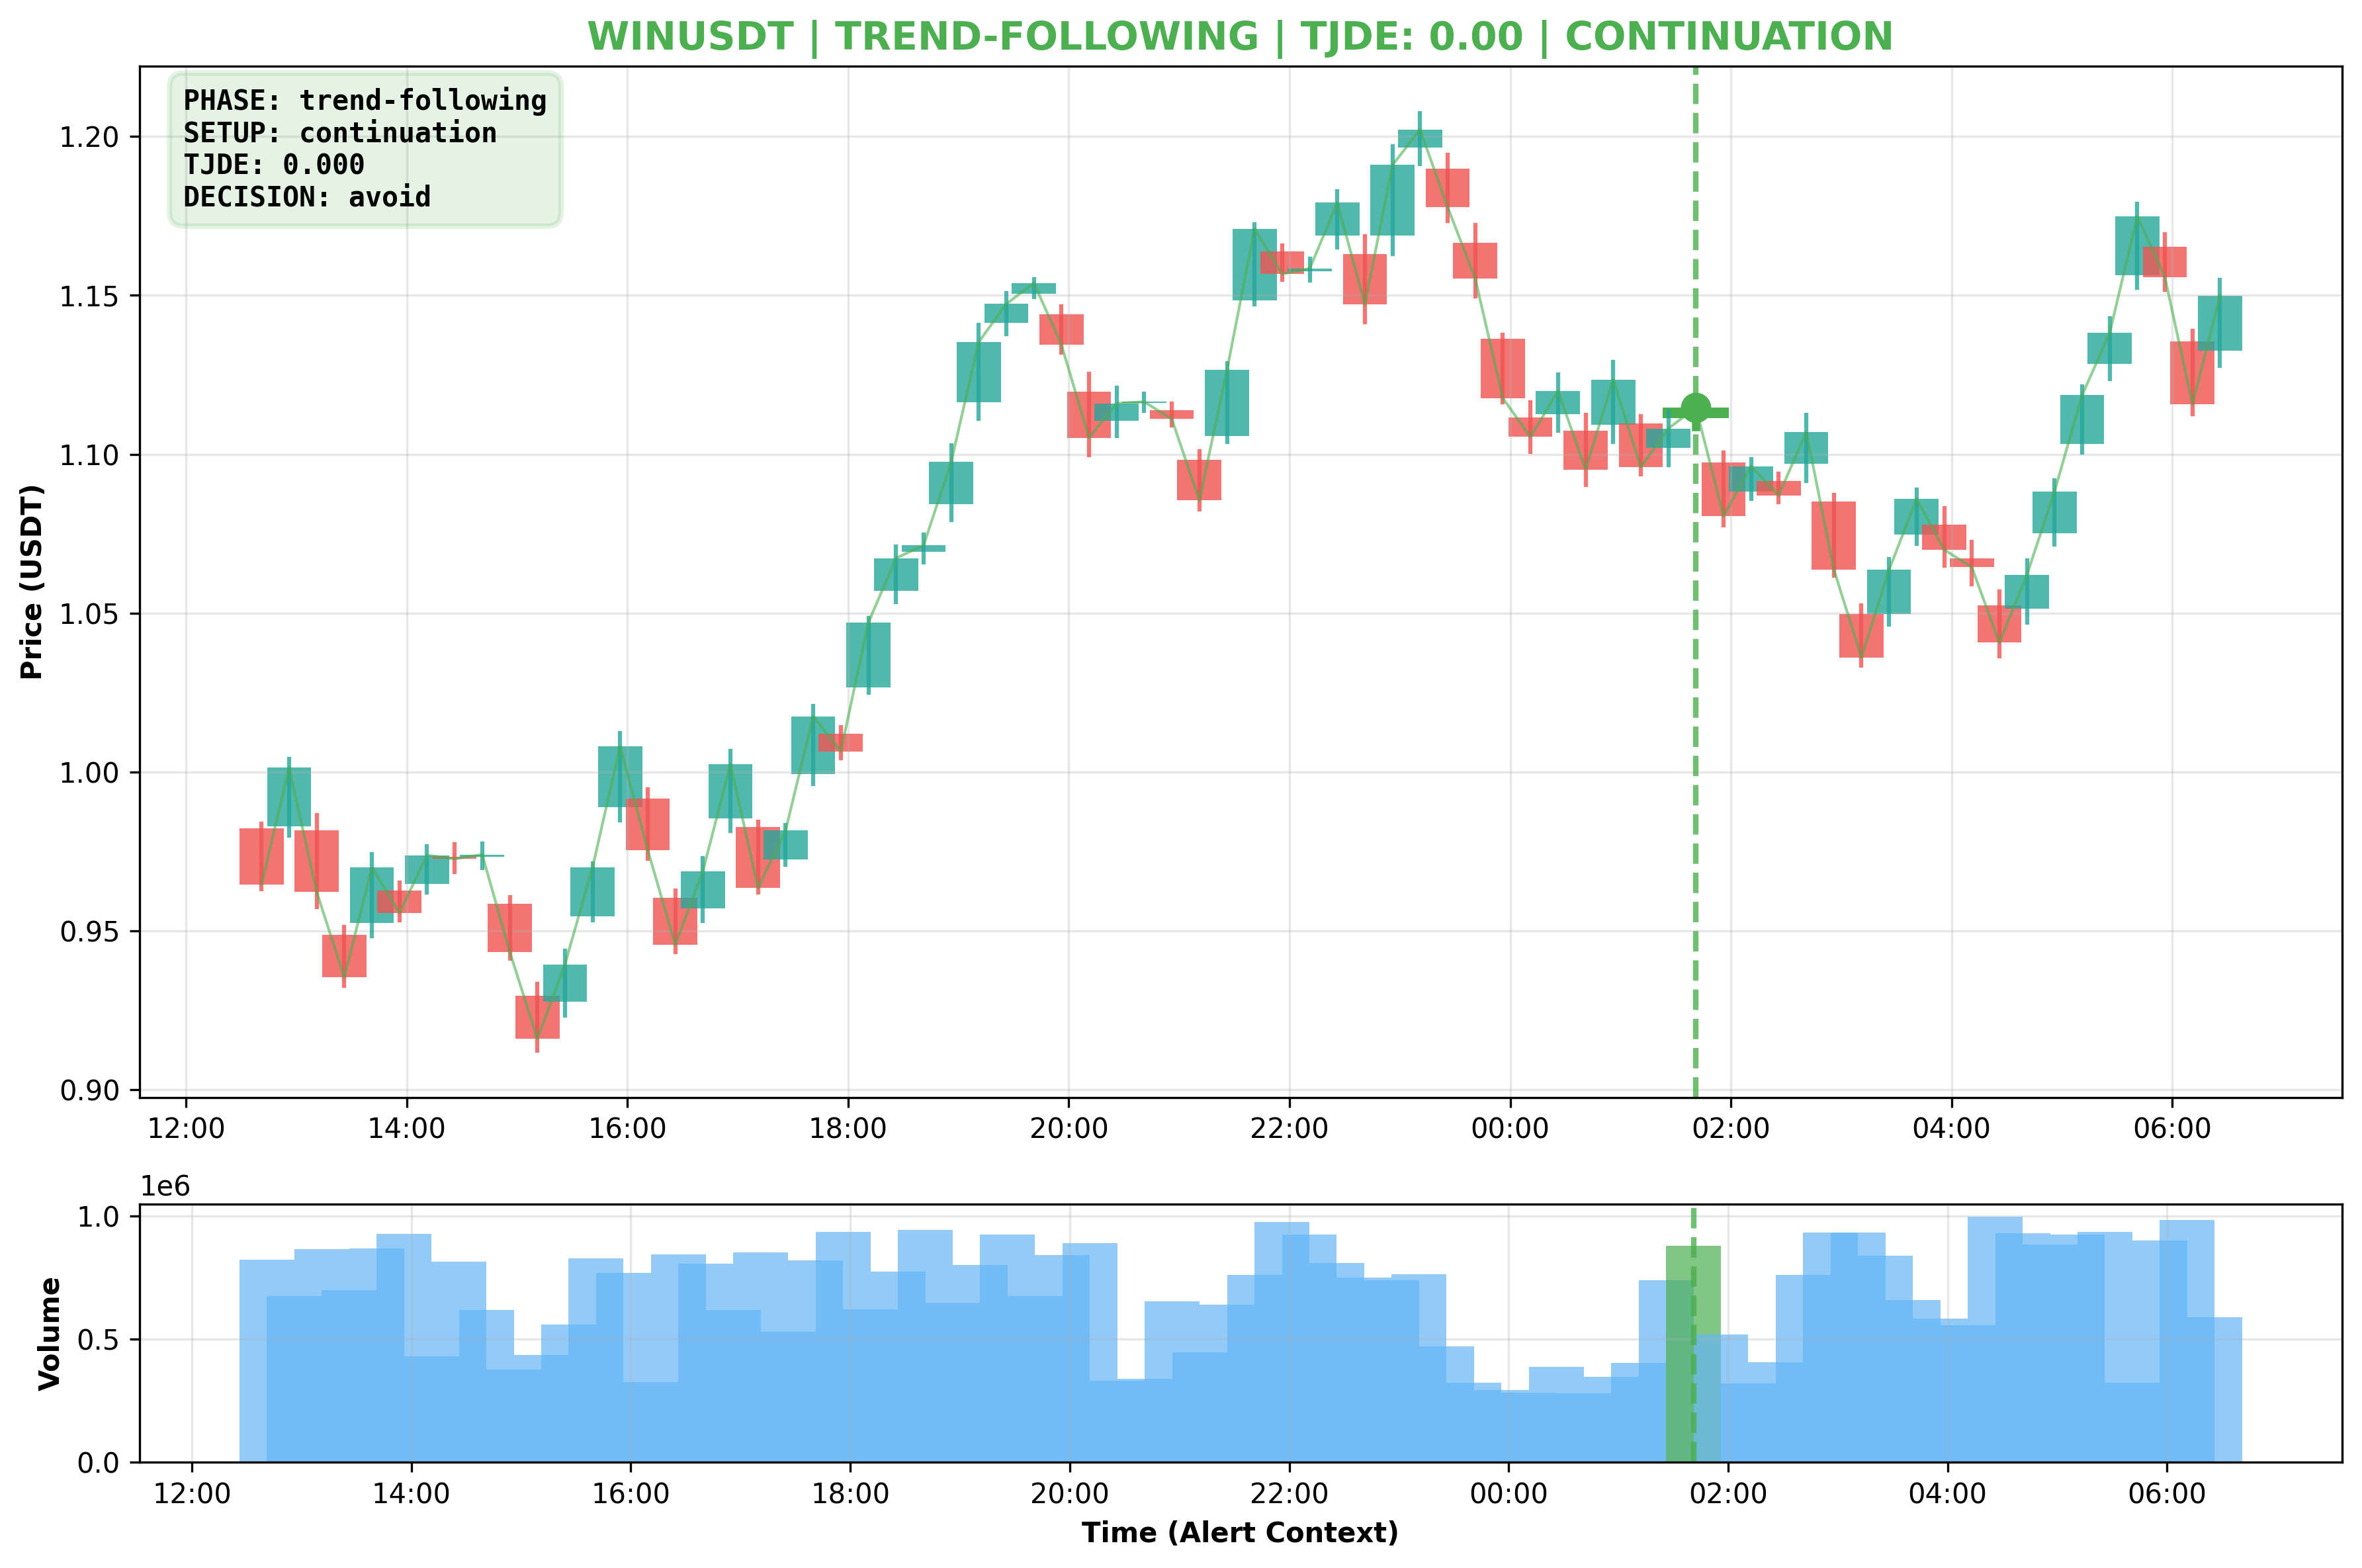 WINUSDT | TREND-FOLLOWING | TJDE: 0.00 | CONTINUATION
PHASE: trend-following
SETUP: continuation
TJDE: 0.000
DECISION: avoid
Price (USDT)
1.20
1.15
1.10
1.05
1.00
0.95
0.90
12:00 14:00 16:00 18:00 20:00 22:00 00:00 02:00 04:00 06:00
1e6
Volume
1.0
0.5
0.0
12:00 14:00 16:00 18:00 20:00 22:00 00:00 02:00 04:00 06:00
Time (Alert Context)